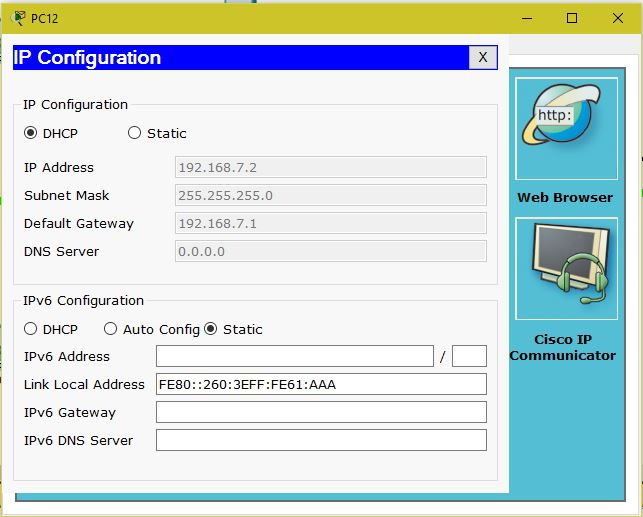 PC12
IP Configuration X
http:
IP Configuration
DHCP Static
IP Address 192.168.7.2
Subnet Mask 255.255.255.0
Default Gateway 192.168.7.1
DNS Server 0.0.0.0
Web Browser
IPv6 Configuration
DHCP Auto Config Static
IPv6 Address /
Link Local Address FE80::260:3EFF:FE61:AAA
IPv6 Gateway
IPv6 DNS Server
Cisco IP
Communicator